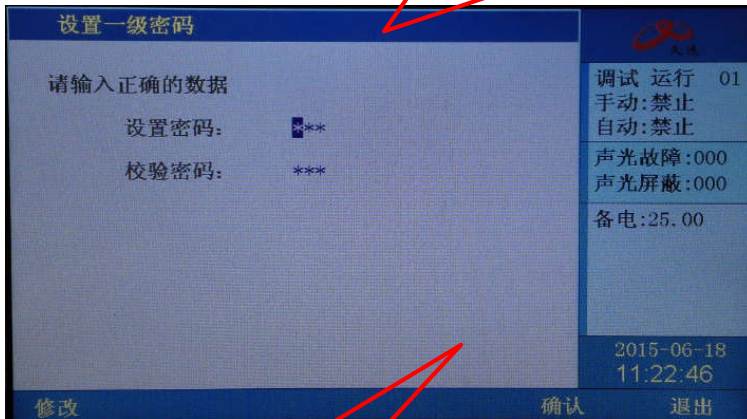 设置一级密码
请输入正确的数据
设置密码: ***
校验密码: ***
调试 运行 01
手动:禁止
自动:禁止
声光故障:000
声光屏蔽:000
备电:25.00
2015-06-18
11:22:46
修改 确认 退出